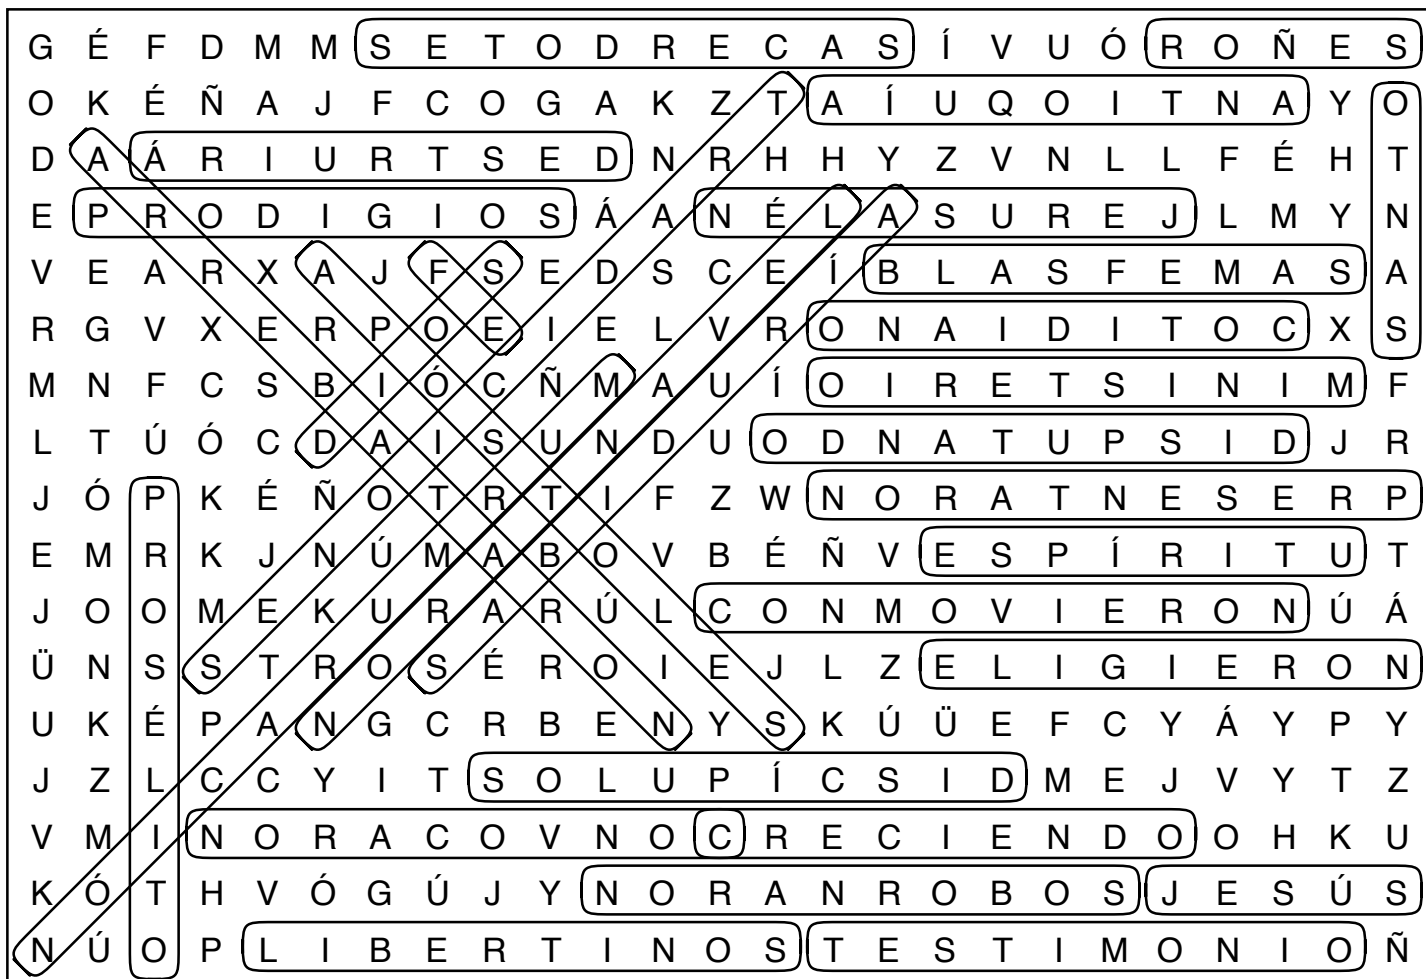 G É F D M M S E T O D R E C A S Í V U Ó R O Ñ E S
O K É Ñ A J F C O G A K Z T A Í U Q O I T N A Y O
D A Á R I U R T S E D N R H H Y Z V N L L F É H T
E P R O D I G I O S Á A N É L A S U R E J L M Y N
V E A R X A J F S E D S C E Í B L A S F E M A S A
R G V X E R P O E I E L V R O N A I D I T O C X S
M N F C S B I Ó C Ñ M A U Í O I R E T S I N I M F
L T Ú Ó C D A I S U N D U O D N A T U P S I D J R
J Ó P K É Ñ O T R T I F Z W N O R A T N E S E R P
E M R K J N Ú M A B O V B É Ñ V E S P Í R I T U T
J O O M E K U R A R Ú L C O N M O V I E R O N Ú Á
Ü N S S T R O S É R O I E J L Z E L I G I E R O N
U K É P A N G C R B E N Y S K Ú Ü E F C Y Á Y P Y
J Z L C C Y I T S O L U P Í C S I D M E J V Y T Z
V M I N O R A C O V N O C R E C I E N D O O H K U
K Ó T H V Ó G Ú J Y N O R A N R O B O S J E S Ú S
N Ú O P L I B E R T I N O S T E S T I M O N I O Ñ